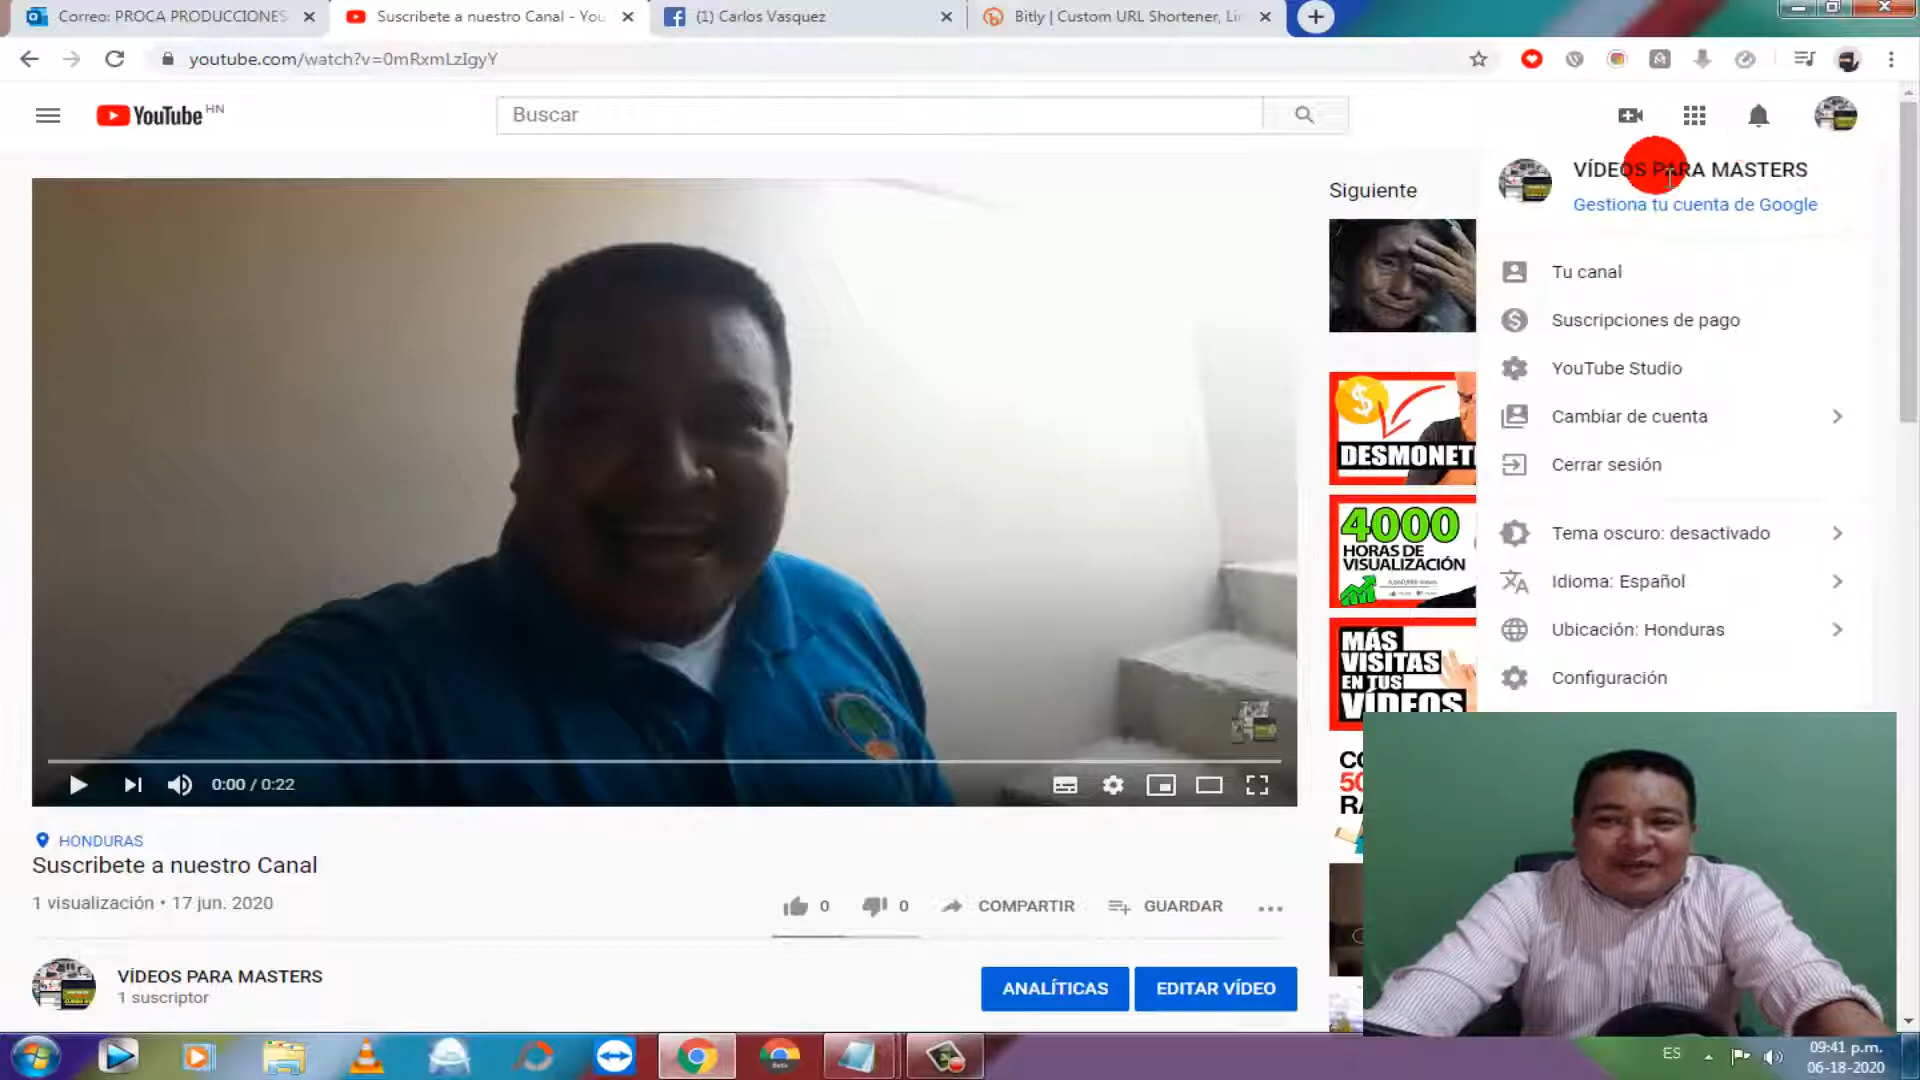 Correo: PROCA PRODUCCIONES
Suscribete a nuestro Canal - You
(1) Carlos Vasquez
Bitly | Custom URL Shortener, Lin
youtube.com/watch?v=0mRxmLzIgyY
YouTube HN
Buscar
VÍDEOS PARA MASTERS
Gestiona tu cuenta de Google
Siguiente
Tu canal
Suscripciones de pago
YouTube Studio
Cambiar de cuenta
Cerrar sesión
Tema oscuro: desactivado
Idioma: Español
Ubicación: Honduras
Configuración
$
DESMONET
4000
HORAS DE
VISUALIZACIÓN
MÁS
VISITAS
EN TUS
VÍDEOS
0:00 / 0:22
HONDURAS
Suscribete a nuestro Canal
1 visualización • 17 jun. 2020
0
0
COMPARTIR
GUARDAR
VÍDEOS PARA MASTERS
1 suscriptor
ANALÍTICAS
EDITAR VÍDEO
ES
09:41 p.m.
06-18-2020